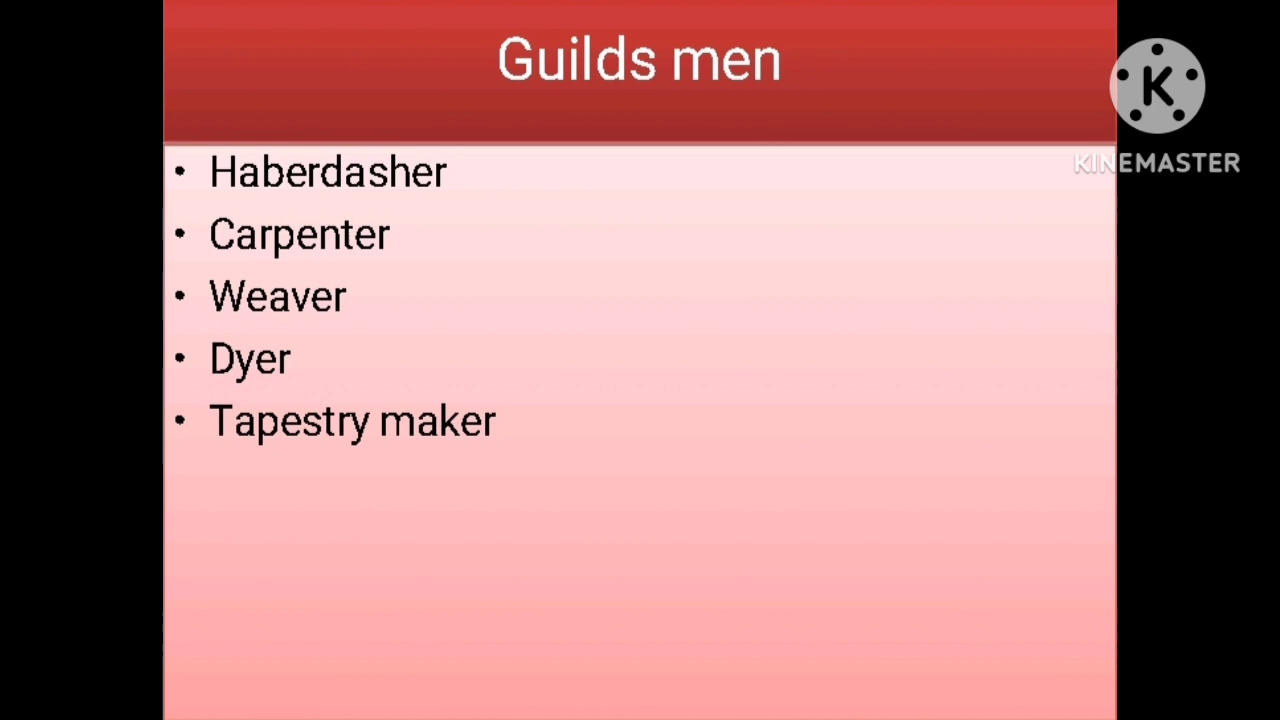 Guilds men
K
KINEMASTER
• Haberdasher
• Carpenter
• Weaver
• Dyer
• Tapestry maker